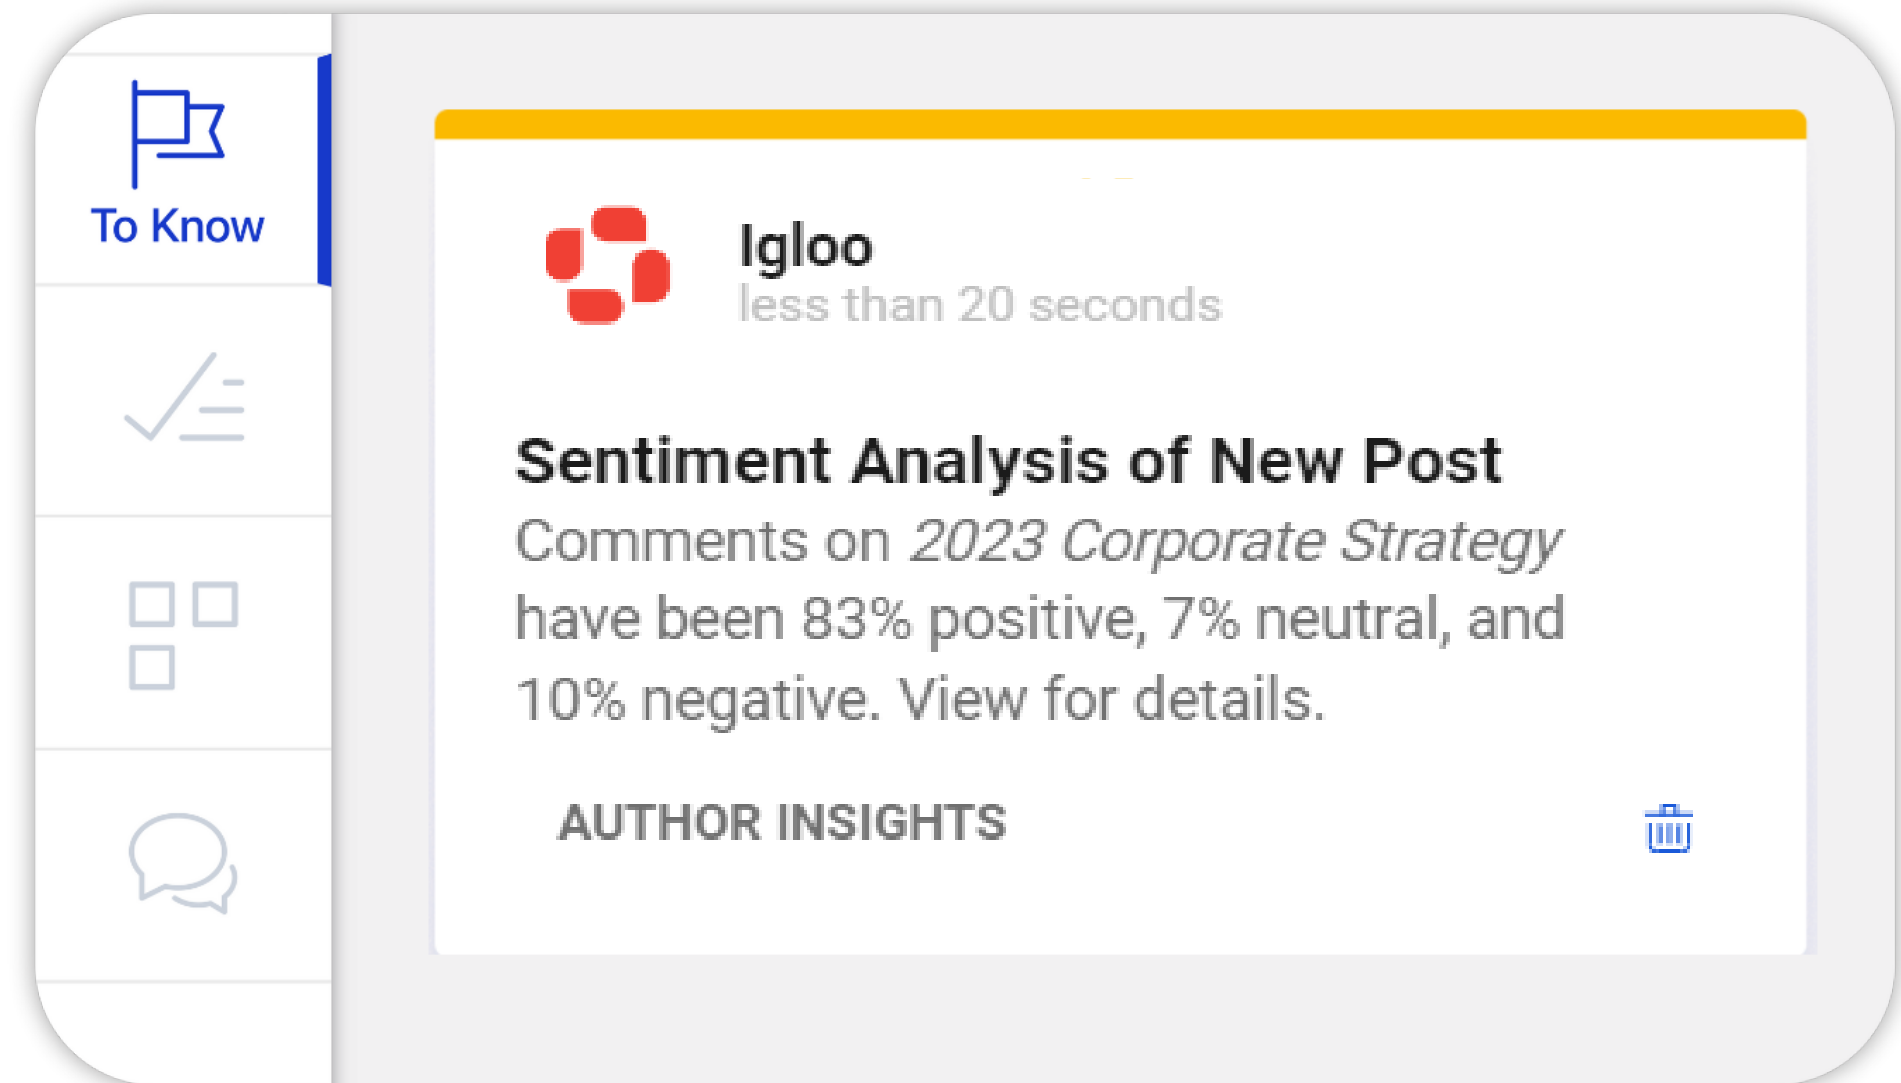 To Know
Igloo
less than 20 seconds
Sentiment Analysis of New Post
Comments on 2023 Corporate Strategy
have been 83% positive, 7% neutral, and
10% negative. View for details.
AUTHOR INSIGHTS